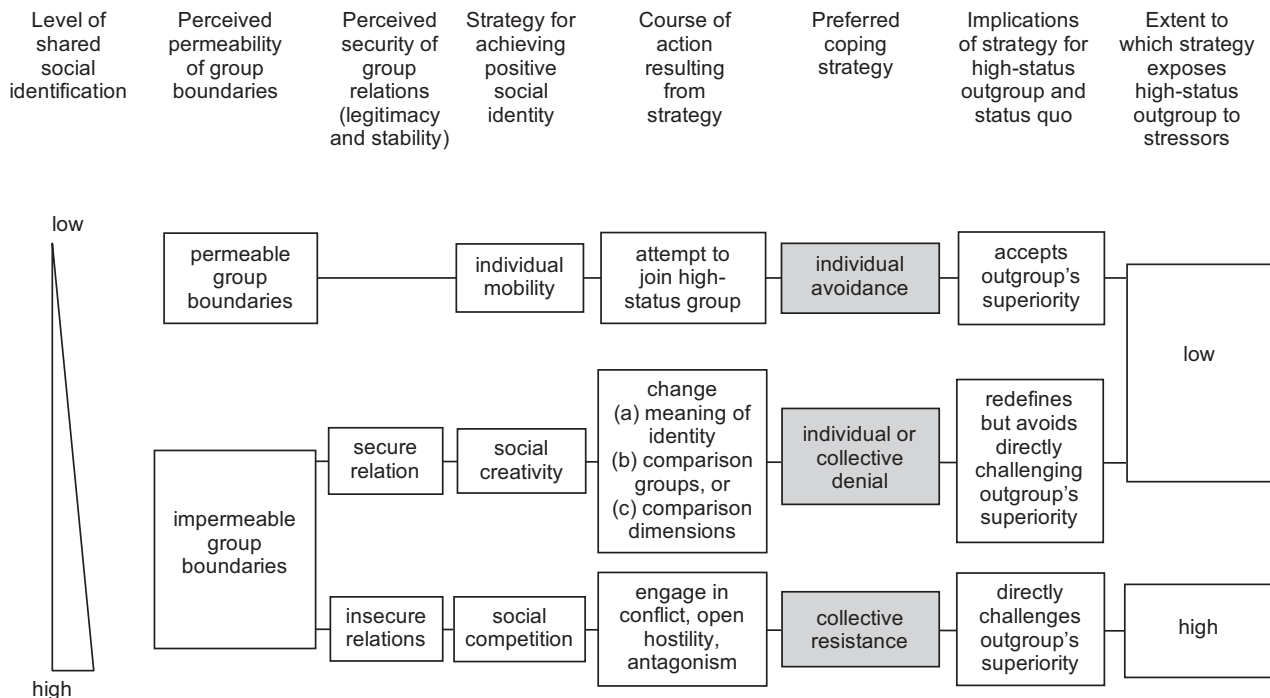 Level of
shared
social
identification
Perceived
permeability
of group
boundaries
Perceived
security of
group
relations
(legitimacy
and stability)
Strategy for
achieving
positive
social
identity
Course of
action
resulting
from
strategy
Preferred
coping
strategy
Implications
of strategy for
high-status
outgroup and
status quo
Extent to
which strategy
exposes
high-status
outgroup to
stressors
low
permeable
group
boundaries
individual
mobility
attempt to
join high-
status group
individual
avoidance
accepts
outgroup's
superiority
low
impermeable
group
boundaries
secure
relation
social
creativity
change
(a) meaning of
identity
(b) comparison
groups, or
(c) comparison
dimensions
individual or
collective
denial
redefines
but avoids
directly
challenging
outgroup's
superiority
insecure
relations
social
competition
engage in
conflict, open
hostility,
antagonism
collective
resistance
directly
challenges
outgroup's
superiority
high
high